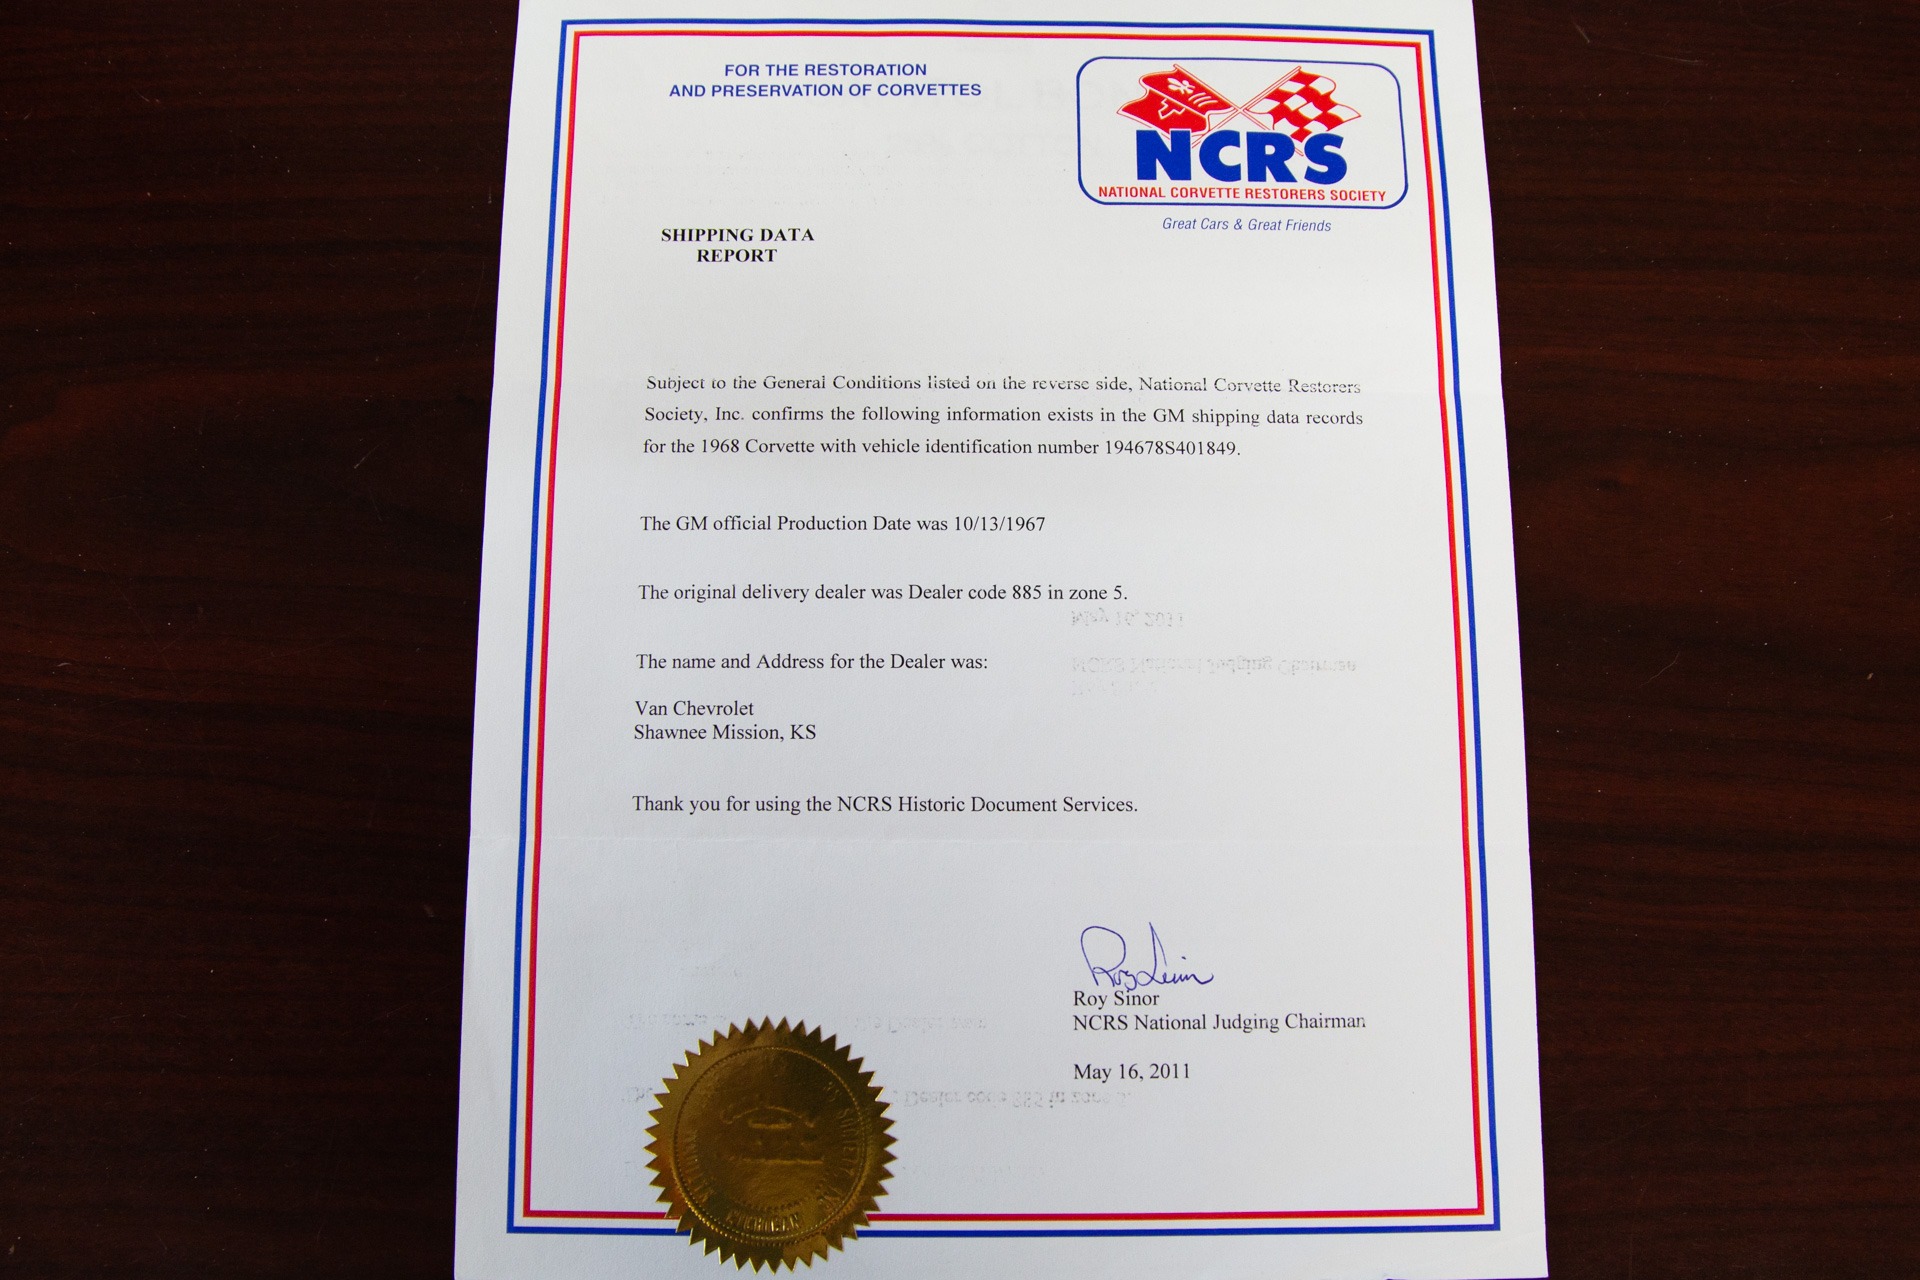 FOR THE RESTORATION
AND PRESERVATION OF CORVETTES
NCRS
NATIONAL CORVETTE RESTORERS SOCIETY
Great Cars & Great Friends
SHIPPING DATA
REPORT
Subject to the General Conditions listed on the reverse side, National Corvette Restorers
Society, Inc. confirms the following information exists in the GM shipping data records
for the 1968 Corvette with vehicle identification number 194678S401849.
The GM official Production Date was 10/13/1967
The original delivery dealer was Dealer code 885 in zone 5.
The name and Address for the Dealer was:
Van Chevrolet
Shawnee Mission, KS
Thank you for using the NCRS Historic Document Services.
Roy Sinor
Roy Sinor
NCRS National Judging Chairman
May 16, 2011